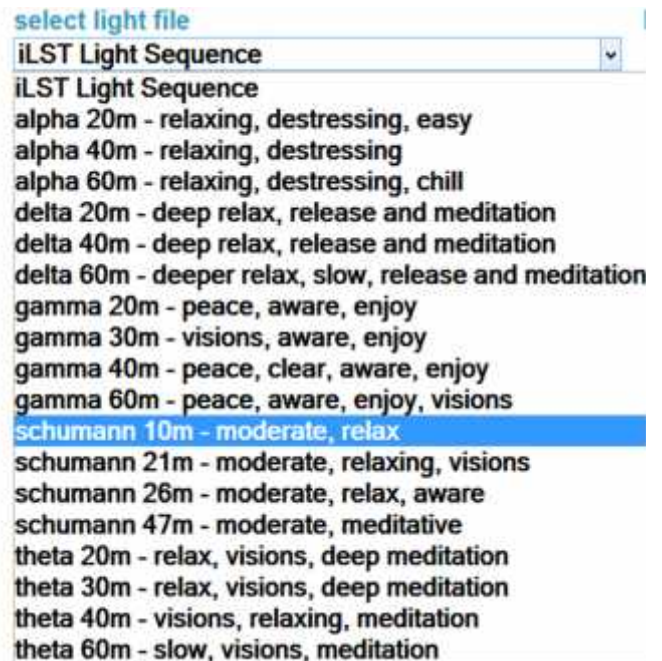 select light file
iLST Light Sequence
iLST Light Sequence
alpha 20m - relaxing, destressing, easy
alpha 40m - relaxing, destressing
alpha 60m - relaxing, destressing, chill
delta 20m - deep relax, release and meditation
delta 40m - deep relax, release and meditation
delta 60m - deeper relax, slow, release and meditation
gamma 20m - peace, aware, enjoy
gamma 30m - visions, aware, enjoy
gamma 40m - peace, clear, aware, enjoy
gamma 60m - peace, aware, enjoy, visions
schumann 10m - moderate, relax
schumann 21m - moderate, relaxing, visions
schumann 26m - moderate, relax, aware
schumann 47m - moderate, meditative
theta 20m - relax, visions, deep meditation
theta 30m - relax, visions, deep meditation
theta 40m - visions, relaxing, meditation
theta 60m - slow, visions, meditation